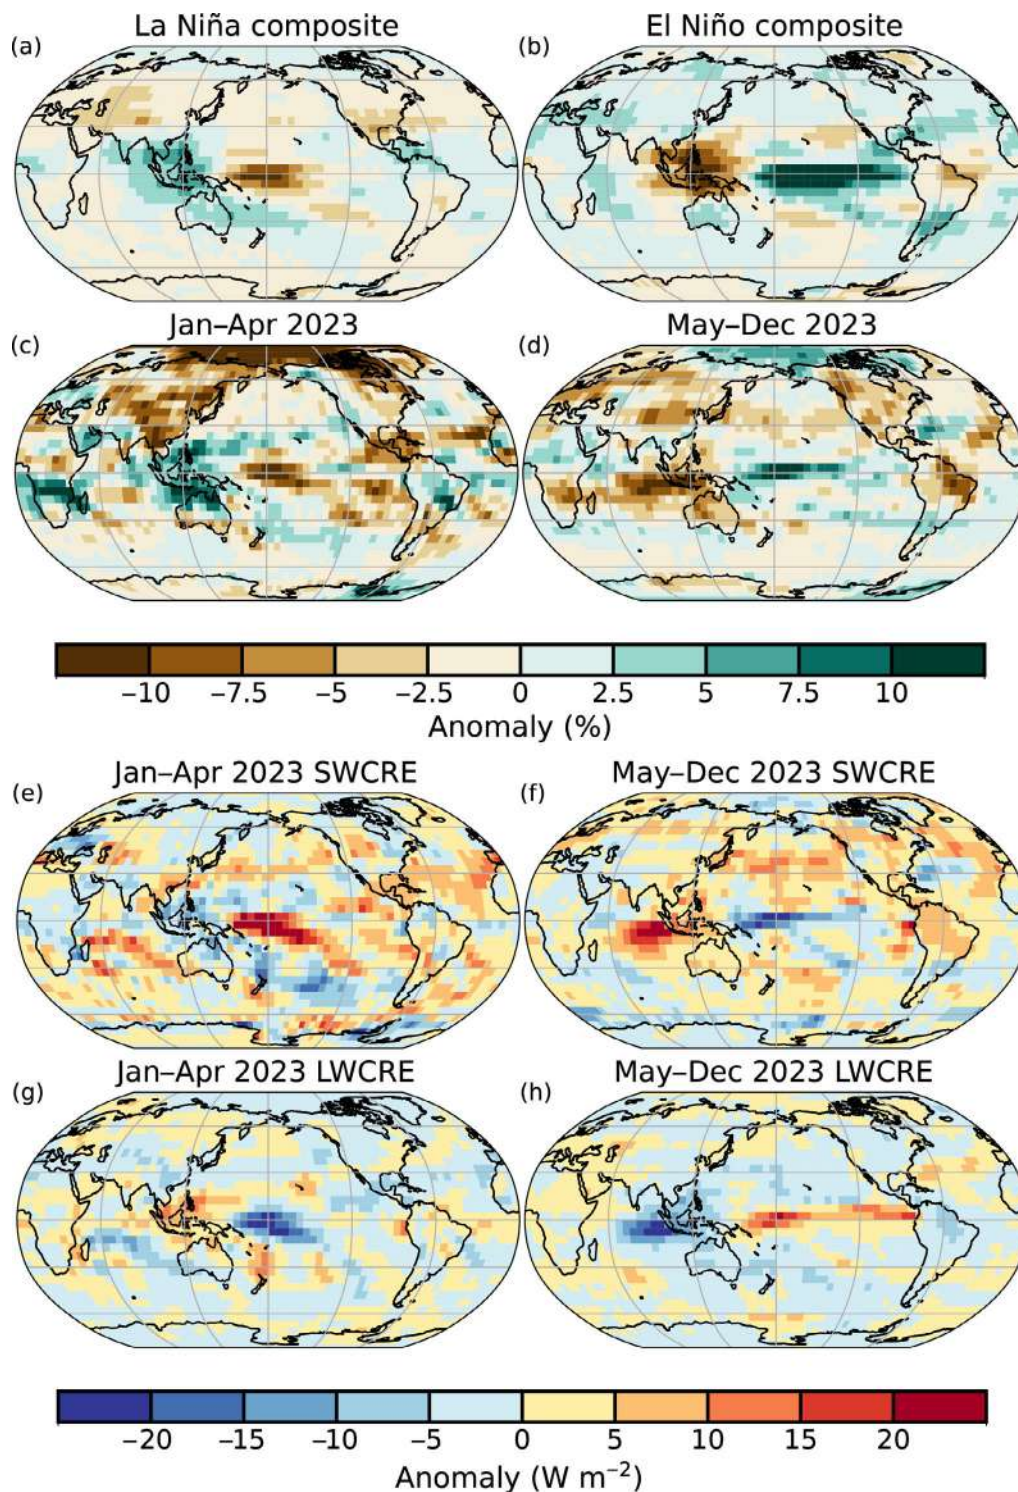 La Niña composite
El Niño composite
(a)
(b)
Jan–Apr 2023
May–Dec 2023
(c)
(d)
−10 −7.5 −5 −2.5 0 2.5 5 7.5 10
Anomaly (%)
Jan–Apr 2023 SWCRE
May–Dec 2023 SWCRE
(e)
(f)
Jan–Apr 2023 LWCRE
May–Dec 2023 LWCRE
(g)
(h)
−20 −15 −10 −5 0 5 10 15 20
Anomaly (W m⁻²)